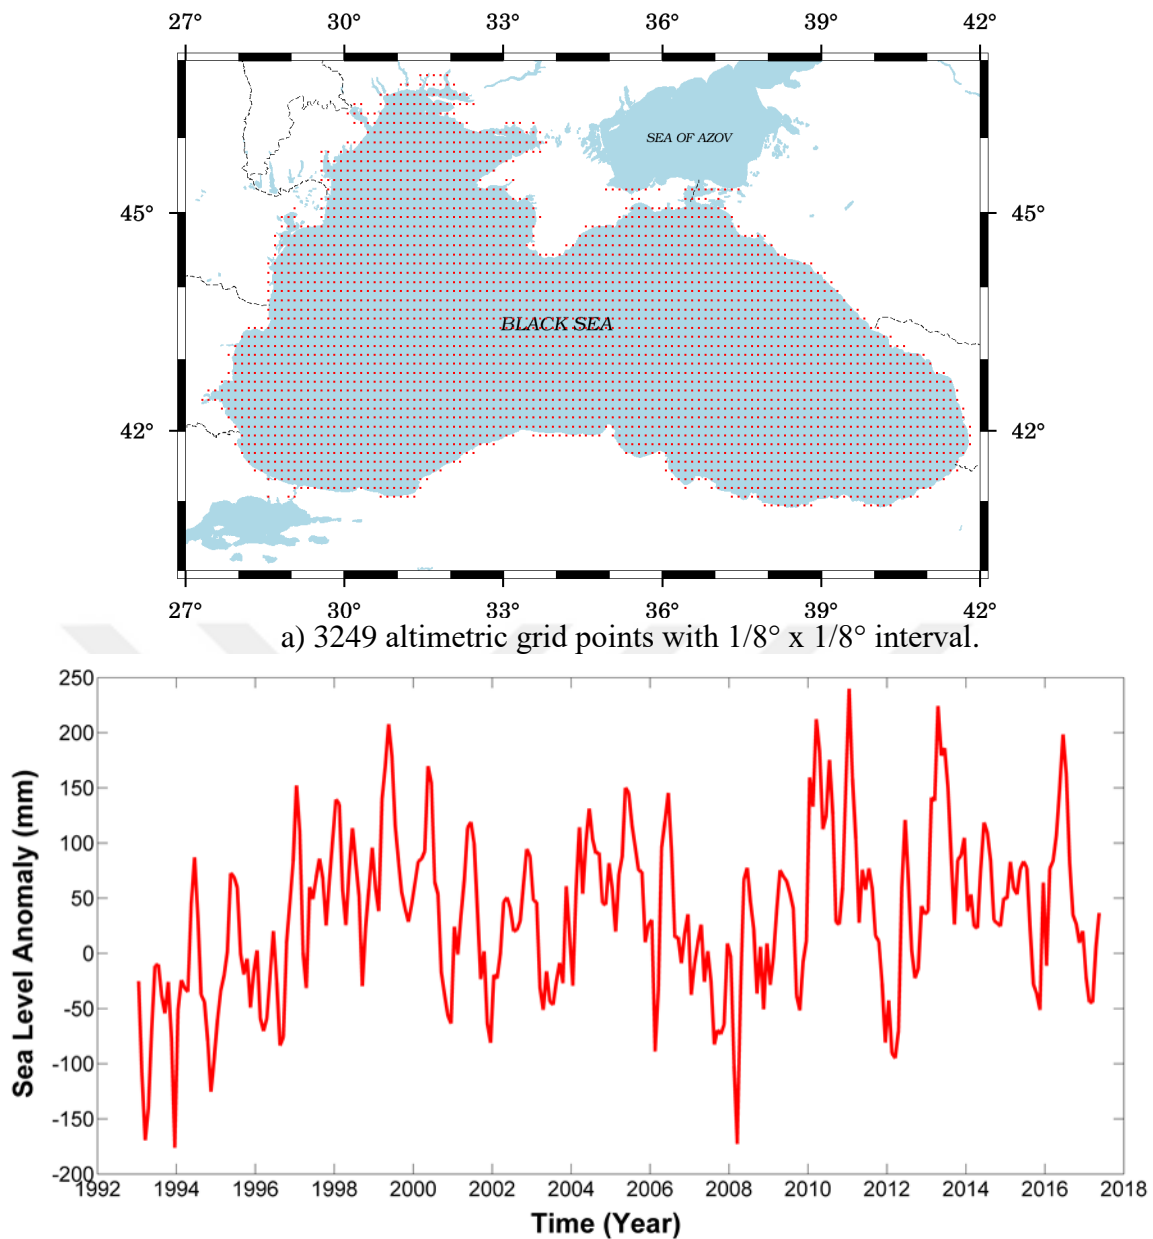 27° 30° 33° 36° 39° 42°
SEA OF AZOV
45° 45°
BLACK SEA
42° 42°
27° 30° 33° 36° 39° 42°
a) 3249 altimetric grid points with 1/8° x 1/8° interval.
250
200
150
100
50
0
-50
-100
-150
-200
Sea Level Anomaly (mm)
1992 1994 1996 1998 2000 2002 2004 2006 2008 2010 2012 2014 2016 2018
Time (Year)